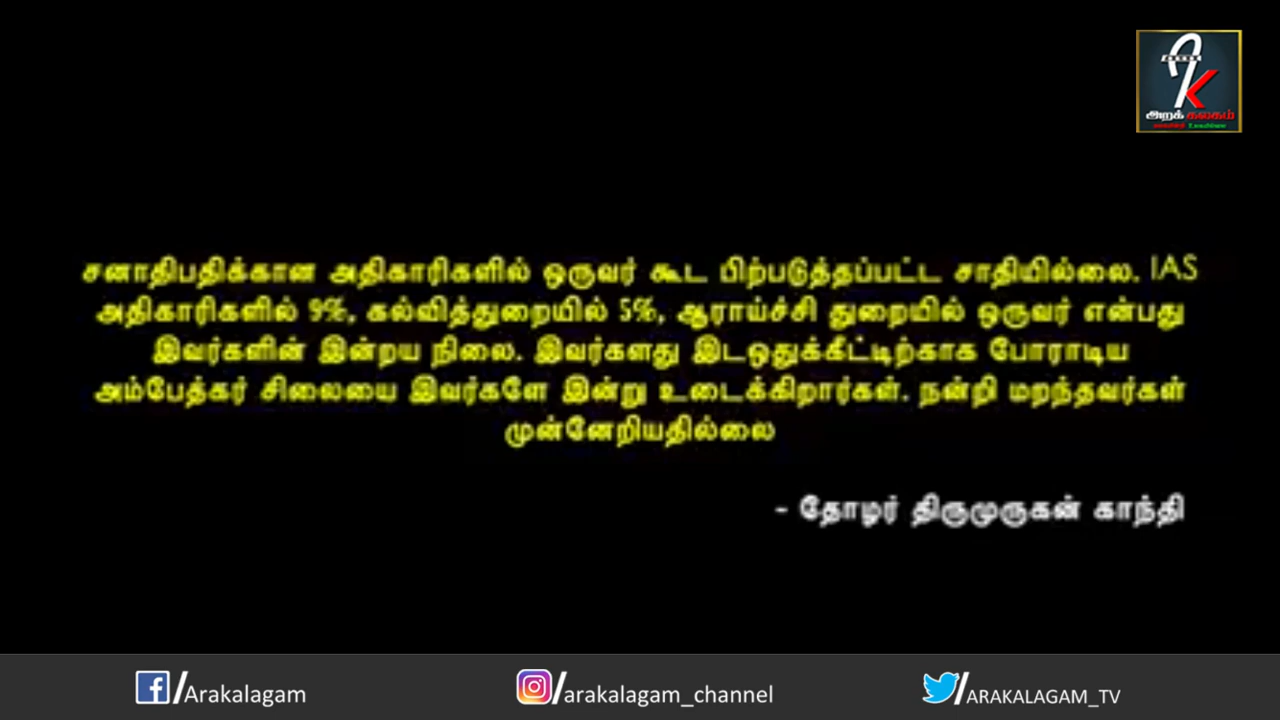 அறக் கலகம்
சனாதிபதிக்கான அதிகாரிகளில் ஒருவர் கூட பிற்படுத்தப்பட்ட சாதியில்லை. IAS
அதிகாரிகளில் 9%, கல்வித்துறையில் 5%, ஆராய்ச்சி துறையில் ஒருவர் என்பது
இவர்களின் இன்றய நிலை. இவர்களது இடஒதுக்கீட்டிற்காக போராடிய
அம்பேத்கர் சிலையை இவர்களே இன்று உடைக்கிறார்கள். நன்றி மறந்தவர்கள்
முன்னேறியதில்லை
- தோழர் திருமுருகன் காந்தி
/Arakalagam /arakalagam_channel /ARAKALAGAM_TV